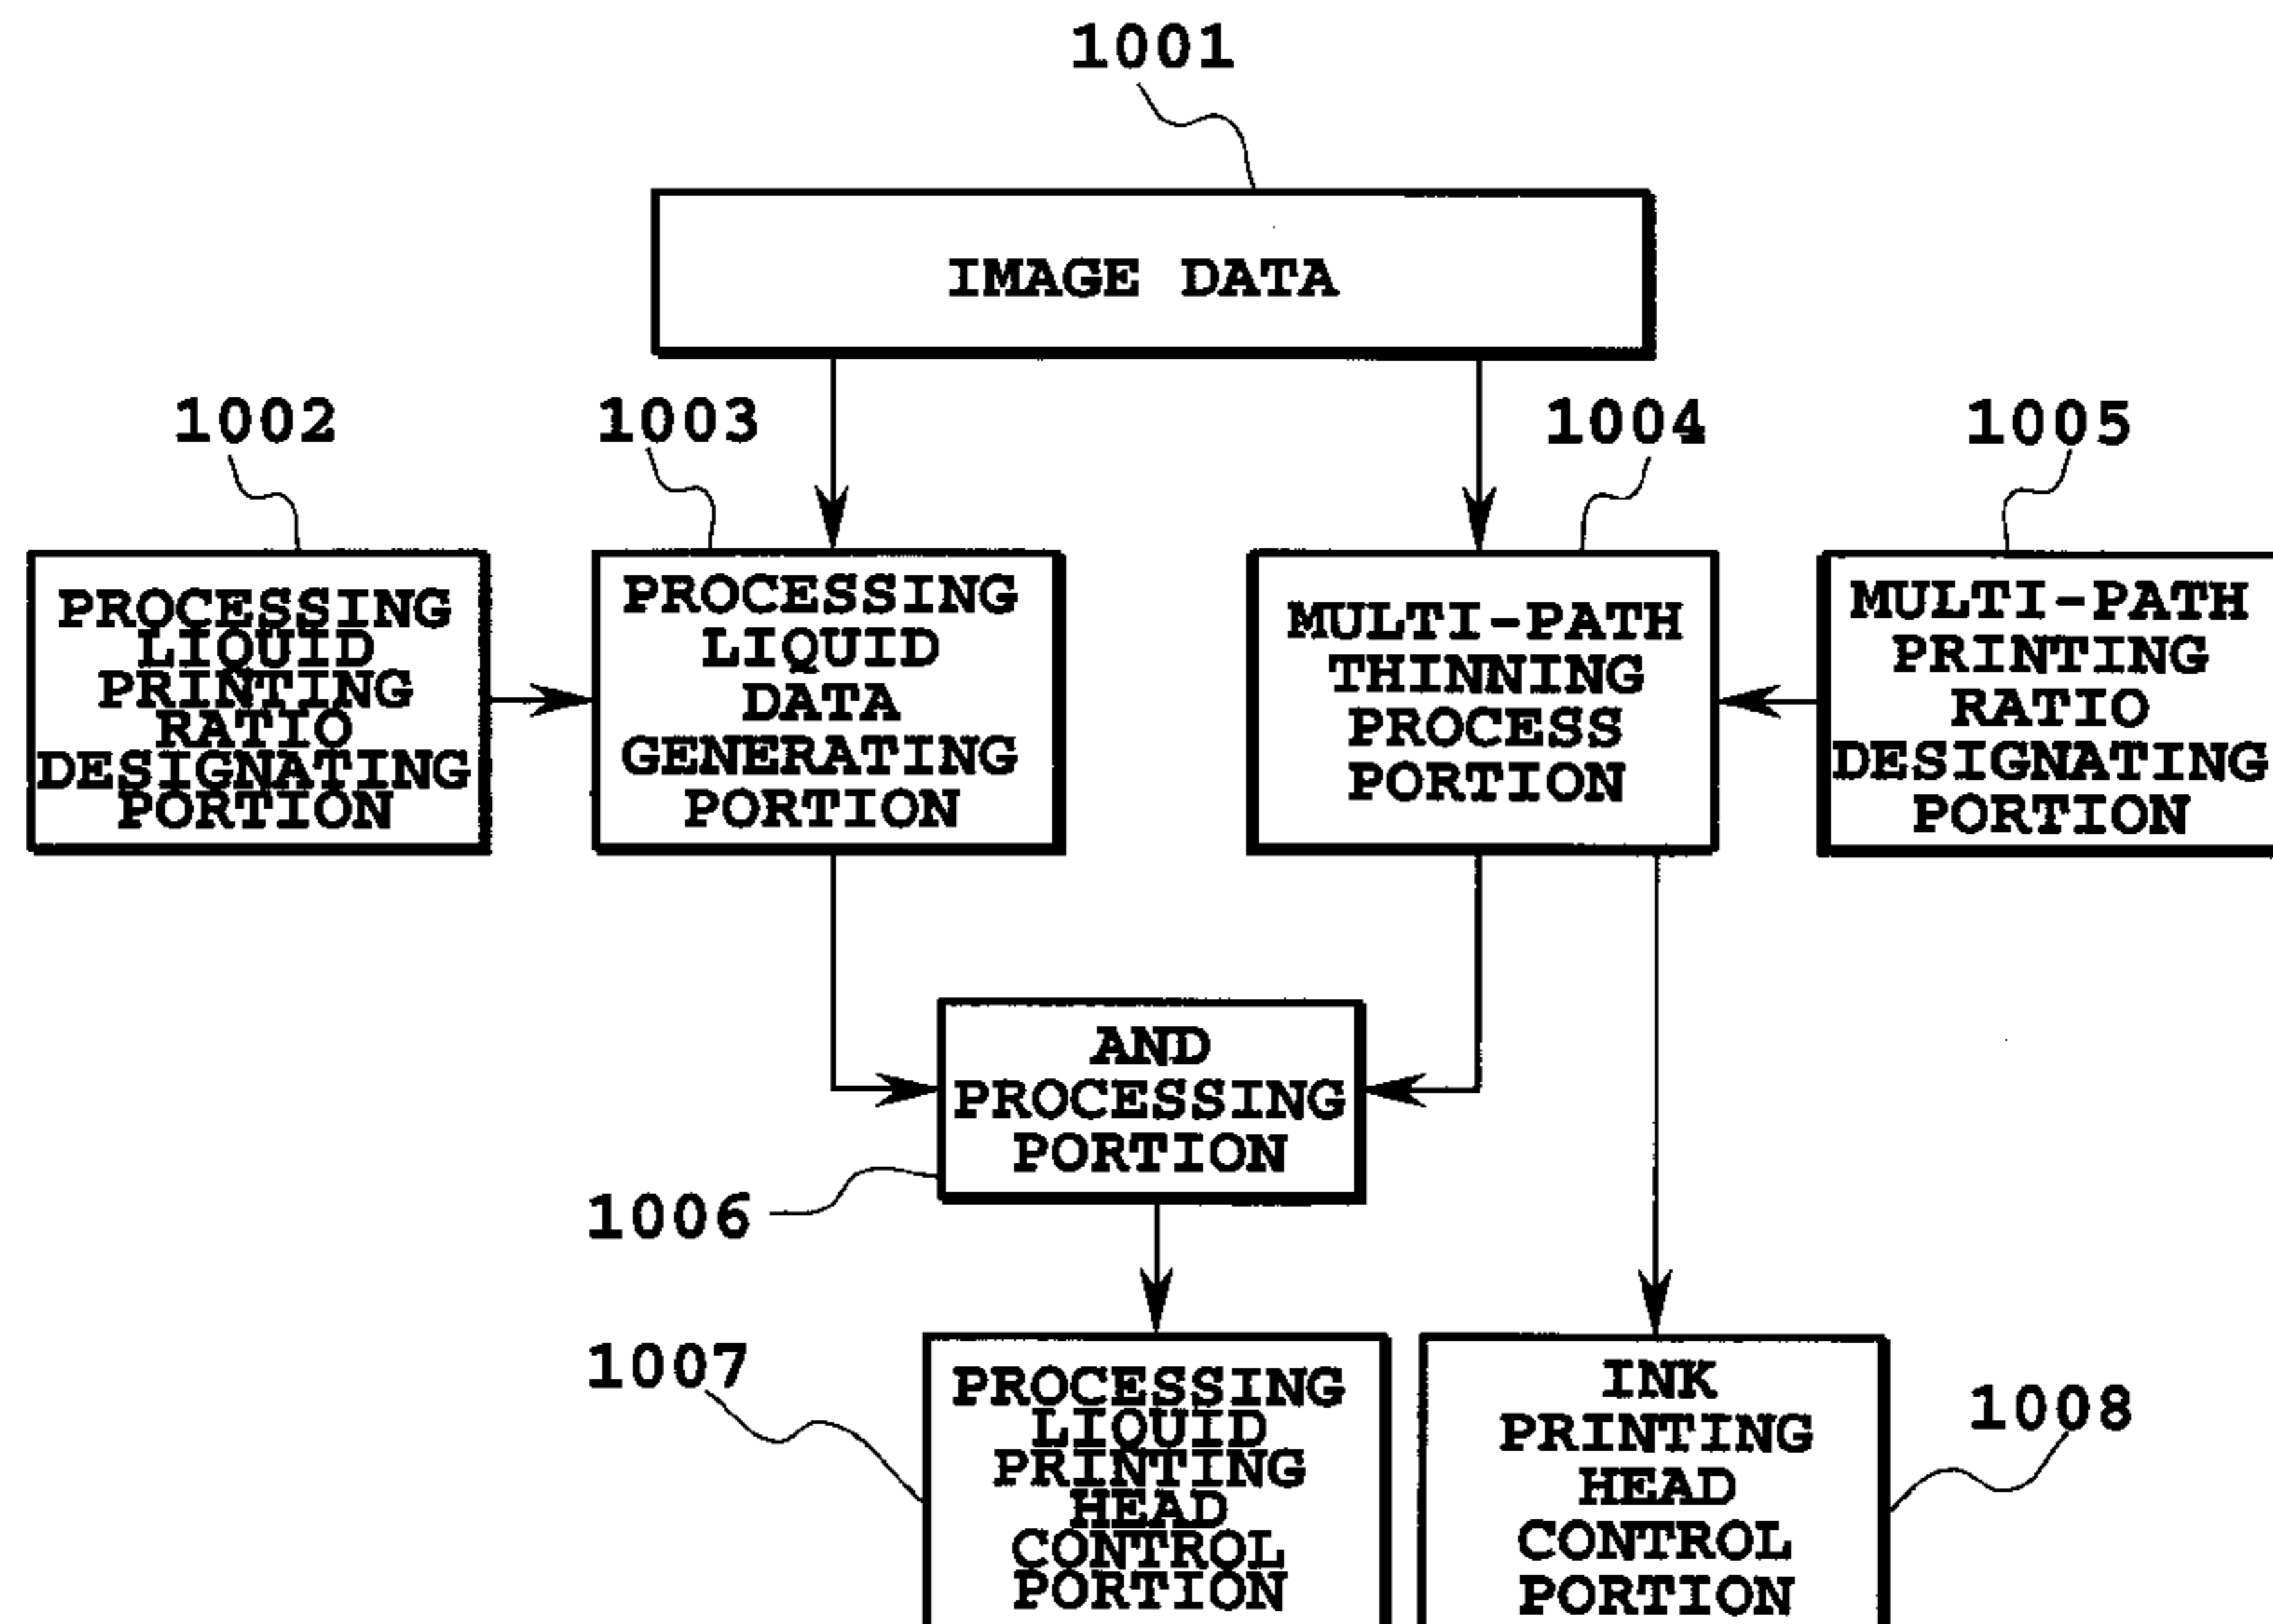 1001
IMAGE DATA
1002
1003
1004
1005
PROCESSING
LIQUID
PRINTING
RATIO
DESIGNATING
PORTION
PROCESSING
LIQUID
DATA
GENERATING
PORTION
MULTI-PATH
THINNING
PROCESS
PORTION
MULTI-PATH
PRINTING
RATIO
DESIGNATING
PORTION
AND
PROCESSING
PORTION
1006
1007
PROCESSING
LIQUID
PRINTING
HEAD
CONTROL
PORTION
INK
PRINTING
HEAD
CONTROL
PORTION
1008